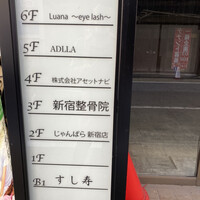 6F Luana ～eye lash～
5F ADLLA
4F 株式会社アセットナビ
3F 新宿整骨院
2F じゃんぱら 新宿店
1F
B1 すし寿